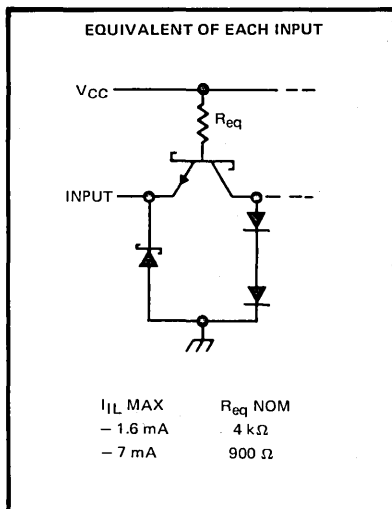 EQUIVALENT OF EACH INPUT
VCC
Req
INPUT
IIL MAX Req NOM
– 1.6 mA 4 kΩ
– 7 mA 900 Ω